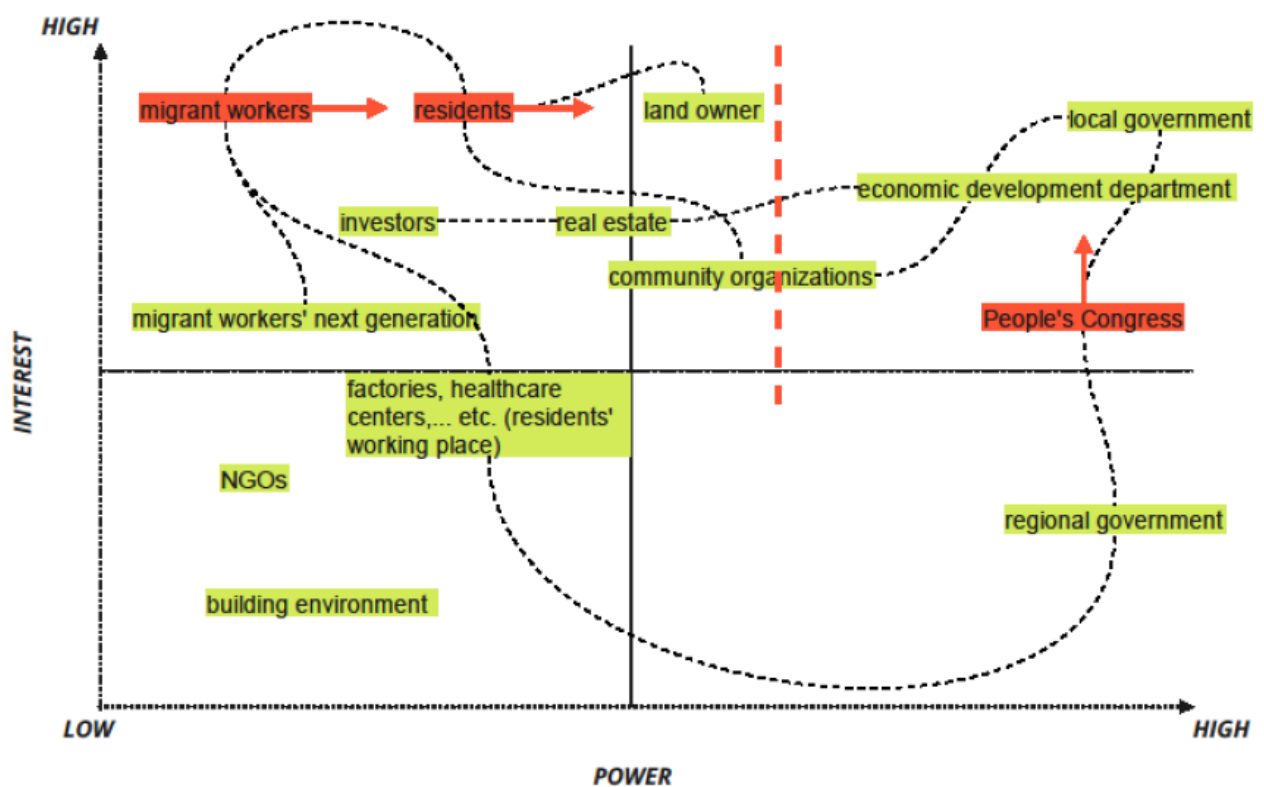 HIGH
migrant workers
residents
land owner
local government
economic development department
investors
real estate
community organizations
migrant workers' next generation
People's Congress
INTEREST
factories, healthcare
centers,... etc. (residents'
working place)
NGOs
regional government
building environment
LOW
HIGH
POWER